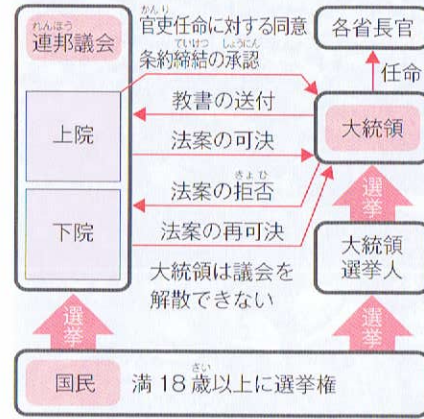 連邦議会
れんぽう
上院
下院
官吏任命に対する同意
かんり
条約締結の承認
ていけつ しょうにん
教書の送付
法案の可決
法案の拒否
きょひ
法案の再可決
大統領は議会を
解散できない
各省長官
任命
大統領
選挙
大統領
選挙人
選挙
選挙
国民
満18歳以上に選挙権
さい